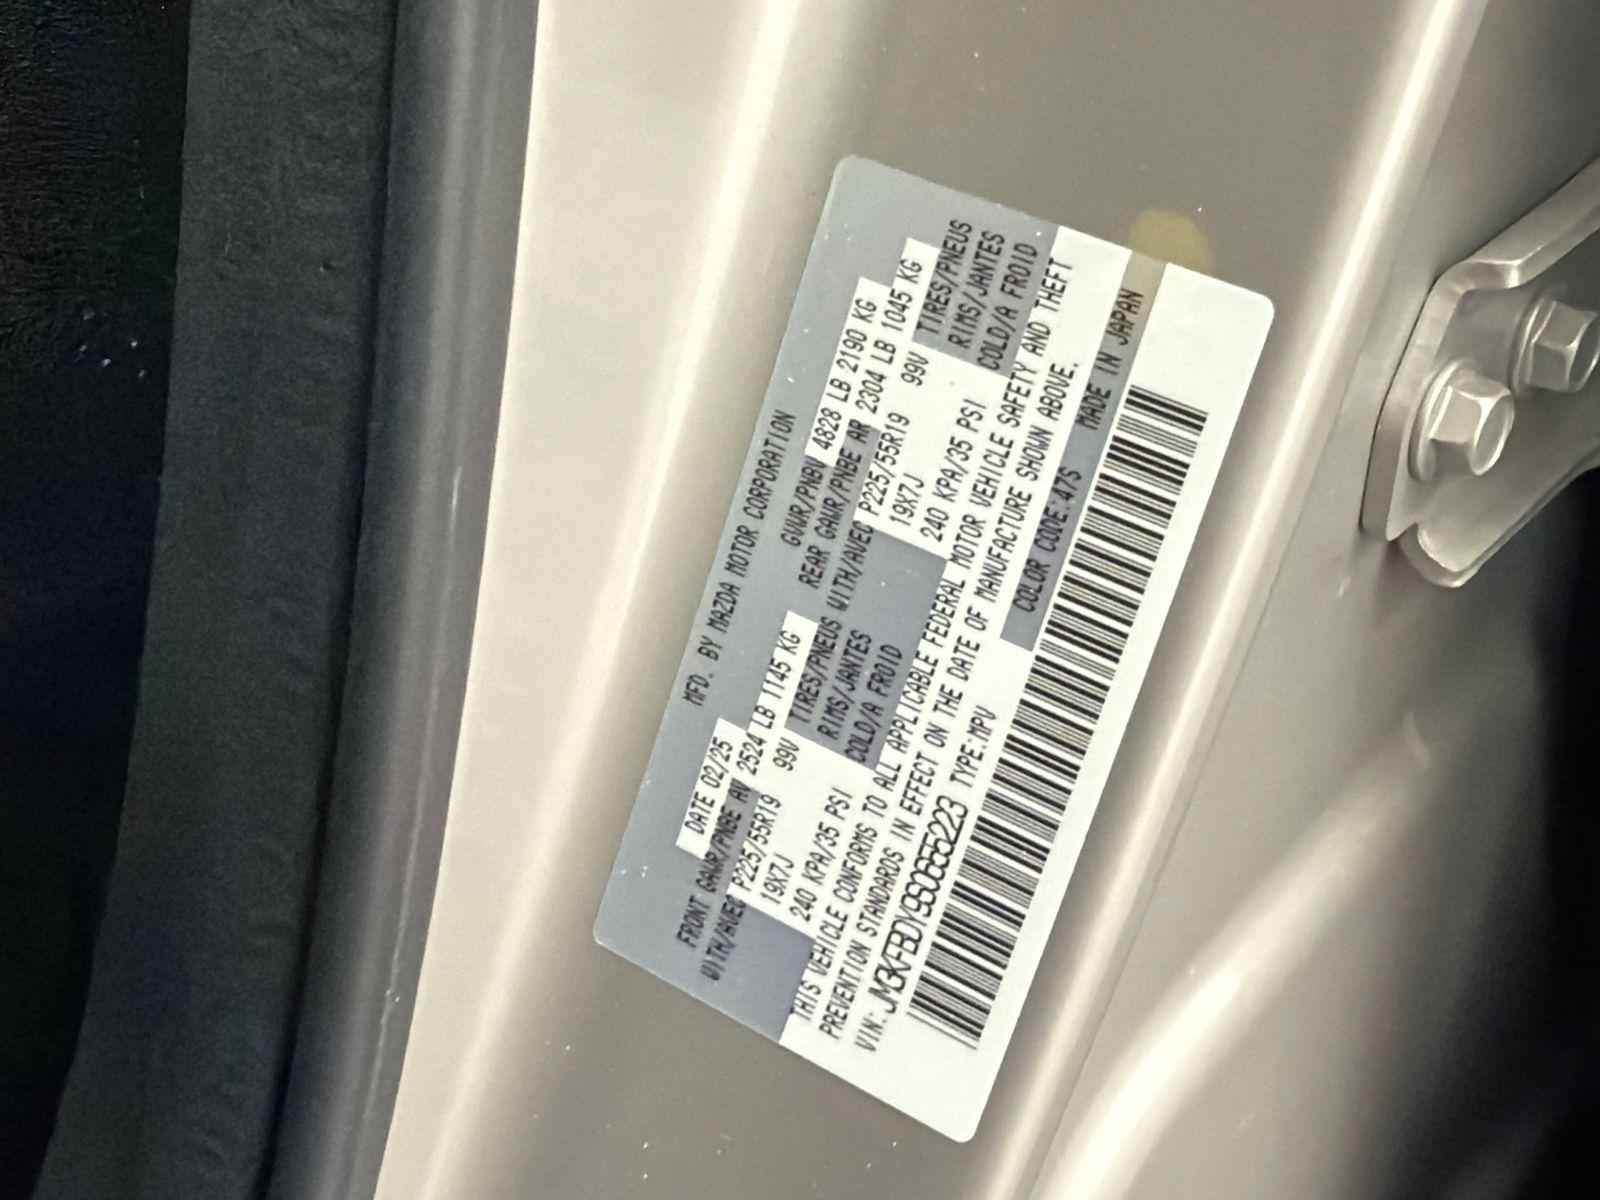 MFD. BY MAZDA MOTOR CORPORATION
DATE 02/25 GVWR/PNBV 4828 LB 2190 KG
FRONT GAWR/PNBE AV 2524 LB 1145 KG REAR GAWR/PNBE AR 2304 LB 1045 KG
WITH/AVEC P225/55R19 99V TIRES/PNEUS WITH/AVEC P225/55R19 99V TIRES/PNEUS
19X7J RIMS/JANTES 19X7J RIMS/JANTES
240 KPA/35 PSI COLD/A FROID 240 KPA/35 PSI COLD/A FROID
THIS VEHICLE CONFORMS TO ALL APPLICABLE FEDERAL MOTOR VEHICLE SAFETY AND THEFT
PREVENTION STANDARDS IN EFFECT ON THE DATE OF MANUFACTURE SHOWN ABOVE.
VIN: JM3KFBDY9S0655223 TYPE:MPV COLOR CODE:47S MADE IN JAPAN